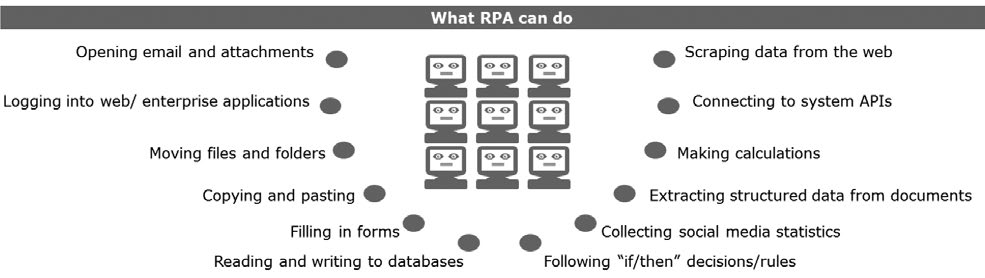 What RPA can do
Opening email and attachments
Logging into web/ enterprise applications
Moving files and folders
Copying and pasting
Filling in forms
Reading and writing to databases
Scraping data from the web
Connecting to system APIs
Making calculations
Extracting structured data from documents
Collecting social media statistics
Following “if/then” decisions/rules